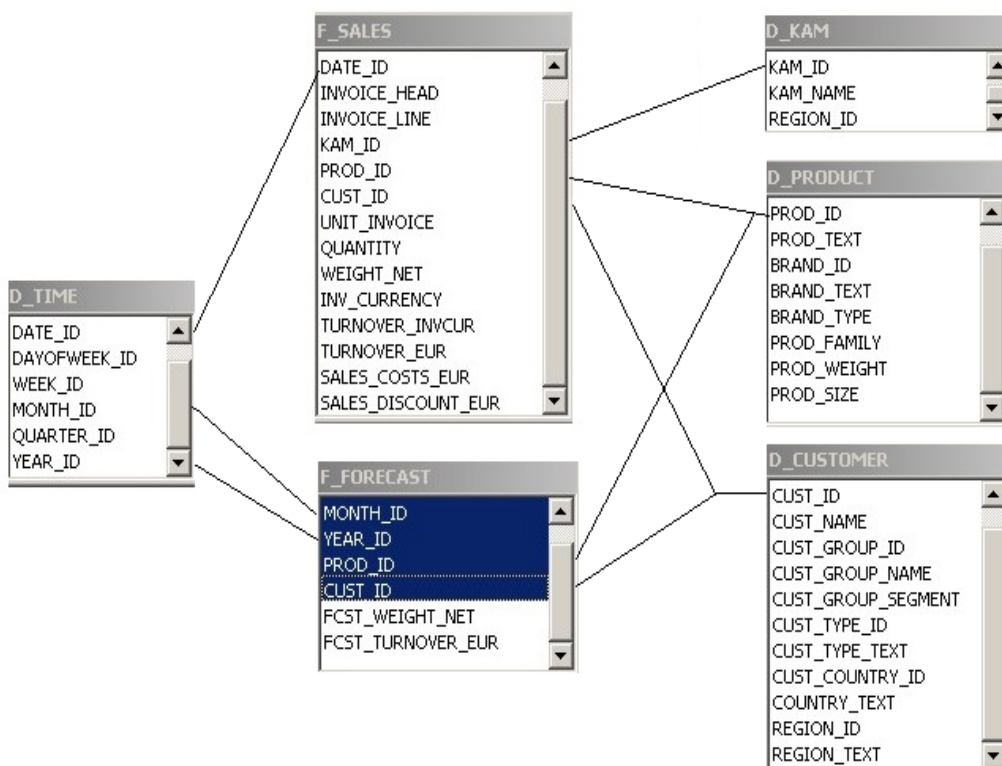 F_SALES
DATE_ID
INVOICE_HEAD
INVOICE_LINE
KAM_ID
PROD_ID
CUST_ID
UNIT_INVOICE
QUANTITY
WEIGHT_NET
INV_CURRENCY
TURNOVER_INVCUR
TURNOVER_EUR
SALES_COSTS_EUR
SALES_DISCOUNT_EUR
D_KAM
KAM_ID
KAM_NAME
REGION_ID
D_PRODUCT
PROD_ID
PROD_TEXT
BRAND_ID
BRAND_TEXT
BRAND_TYPE
PROD_FAMILY
PROD_WEIGHT
PROD_SIZE
D_TIME
DATE_ID
DAYOFWEEK_ID
WEEK_ID
MONTH_ID
QUARTER_ID
YEAR_ID
F_FORECAST
MONTH_ID
YEAR_ID
PROD_ID
CUST_ID
FCST_WEIGHT_NET
FCST_TURNOVER_EUR
D_CUSTOMER
CUST_ID
CUST_NAME
CUST_GROUP_ID
CUST_GROUP_NAME
CUST_GROUP_SEGMENT
CUST_TYPE_ID
CUST_TYPE_TEXT
CUST_COUNTRY_ID
COUNTRY_TEXT
REGION_ID
REGION_TEXT